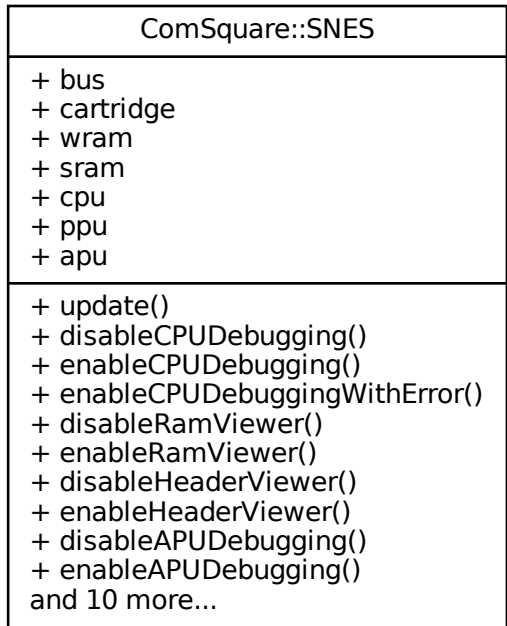 ComSquare::SNES
+ bus
+ cartridge
+ wram
+ sram
+ cpu
+ ppu
+ apu
+ update()
+ disableCPUDebugging()
+ enableCPUDebugging()
+ enableCPUDebuggingWithError()
+ disableRamViewer()
+ enableRamViewer()
+ disableHeaderViewer()
+ enableHeaderViewer()
+ disableAPUDebugging()
+ enableAPUDebugging()
and 10 more...